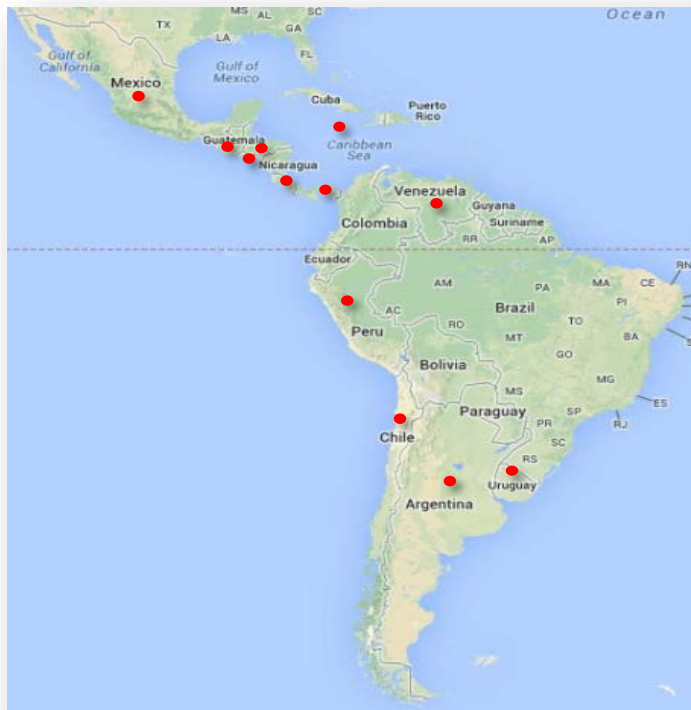 MS
AL
SC
Ocean
TX
GA
LA
Gulf of
California
FL
Gulf of
Mexico
Mexico
Cuba
Puerto
Rico
Guatemala
Caribbean
Sea
Nicaragua
Venezuela
Guyana
Colombia
Suriname
RR
AP
Ecuador
RN
AM
PA
MA
CE
PI
AC
Brazil
TO
Peru
RO
MT
BA
GO
Bolivia
MG
MS
ES
Paraguay
SP
PR
RJ
Chile
SC
RS
Uruguay
Argentina